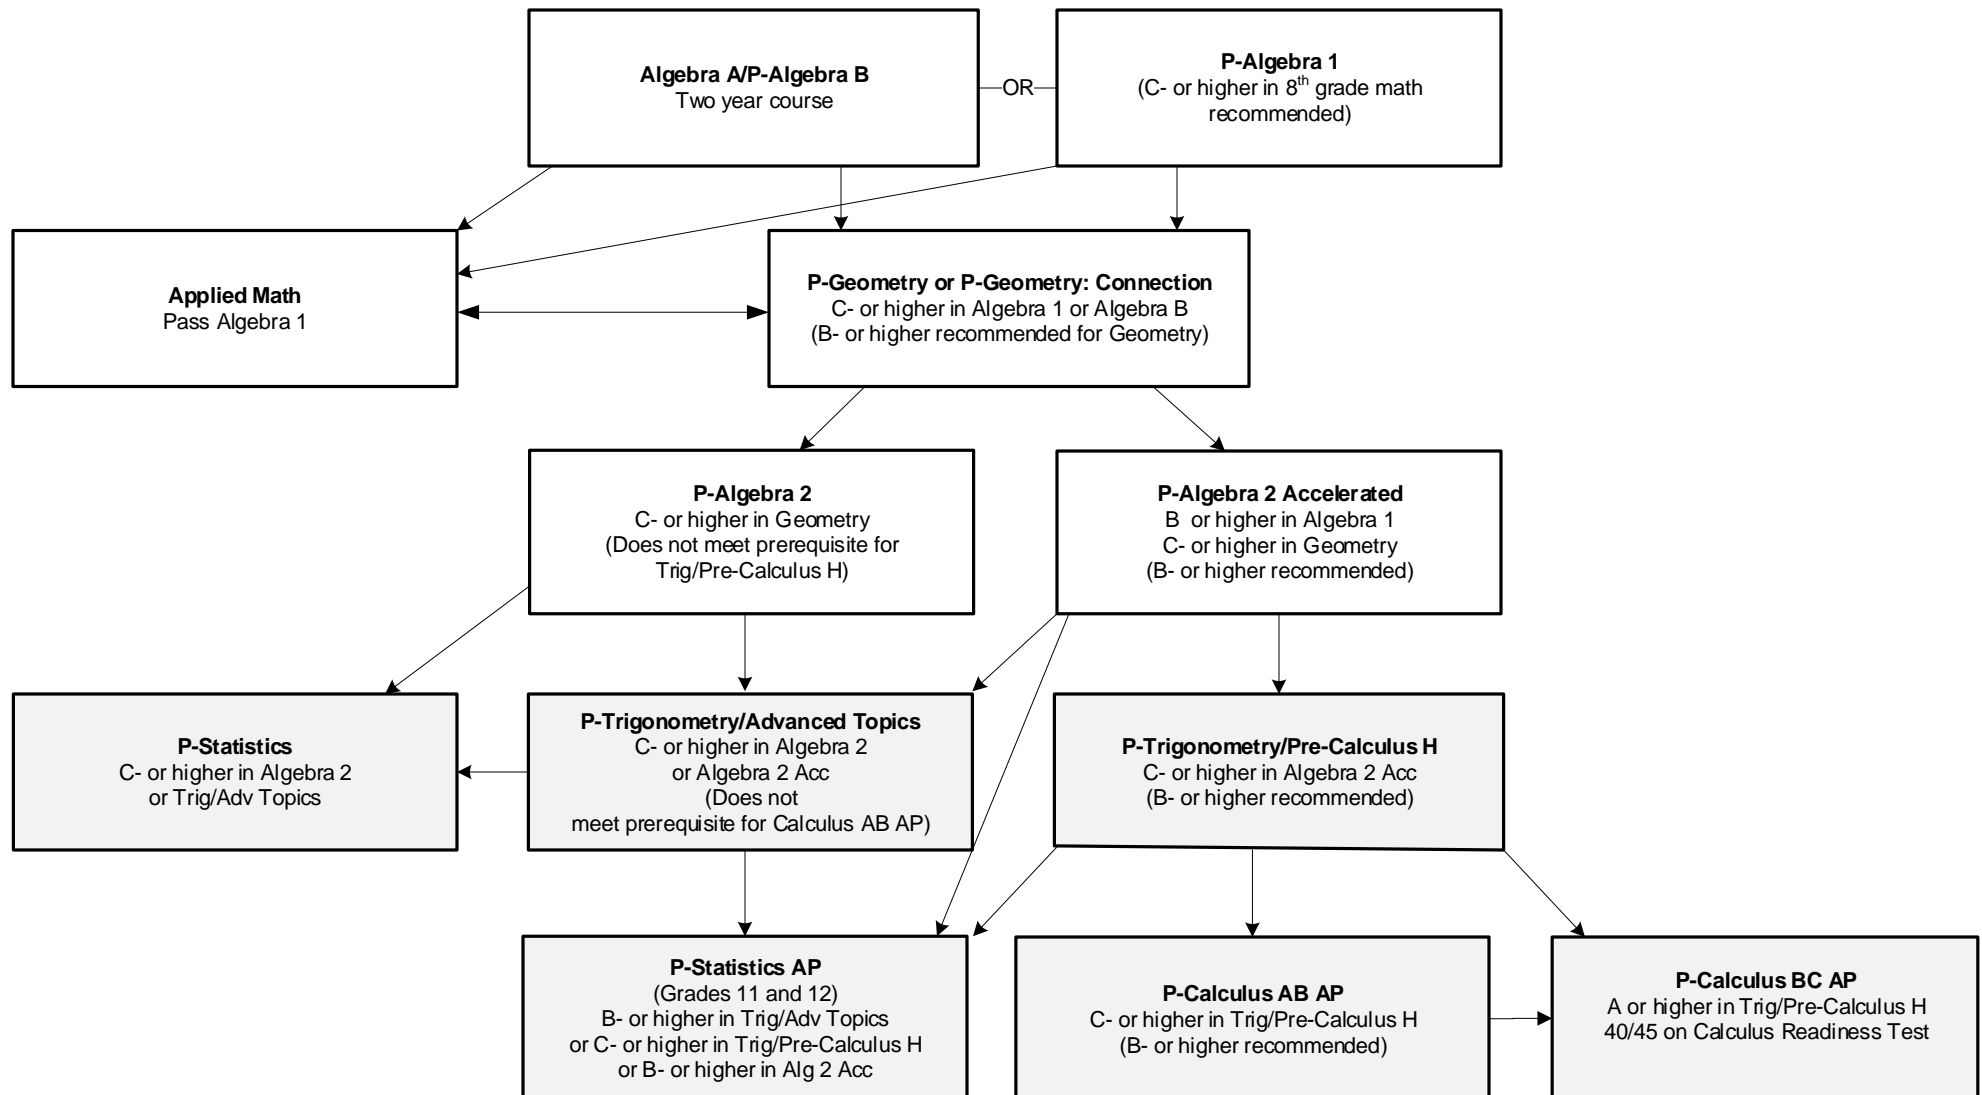 Algebra A/P-Algebra B
Two year course
OR
P-Algebra 1
(C- or higher in 8th grade math
recommended)
Applied Math
Pass Algebra 1
P-Geometry or P-Geometry: Connection
C- or higher in Algebra 1 or Algebra B
(B- or higher recommended for Geometry)
P-Algebra 2
C- or higher in Geometry
(Does not meet prerequisite for
Trig/Pre-Calculus H)
P-Algebra 2 Accelerated
B or higher in Algebra 1
C- or higher in Geometry
(B- or higher recommended)
P-Statistics
C- or higher in Algebra 2
or Trig/Adv Topics
P-Trigonometry/Advanced Topics
C- or higher in Algebra 2
or Algebra 2 Acc
(Does not
meet prerequisite for Calculus AB AP)
P-Trigonometry/Pre-Calculus H
C- or higher in Algebra 2 Acc
(B- or higher recommended)
P-Statistics AP
(Grades 11 and 12)
B- or higher in Trig/Adv Topics
or C- or higher in Trig/Pre-Calculus H
or B- or higher in Alg 2 Acc
P-Calculus AB AP
C- or higher in Trig/Pre-Calculus H
(B- or higher recommended)
P-Calculus BC AP
A or higher in Trig/Pre-Calculus H
40/45 on Calculus Readiness Test